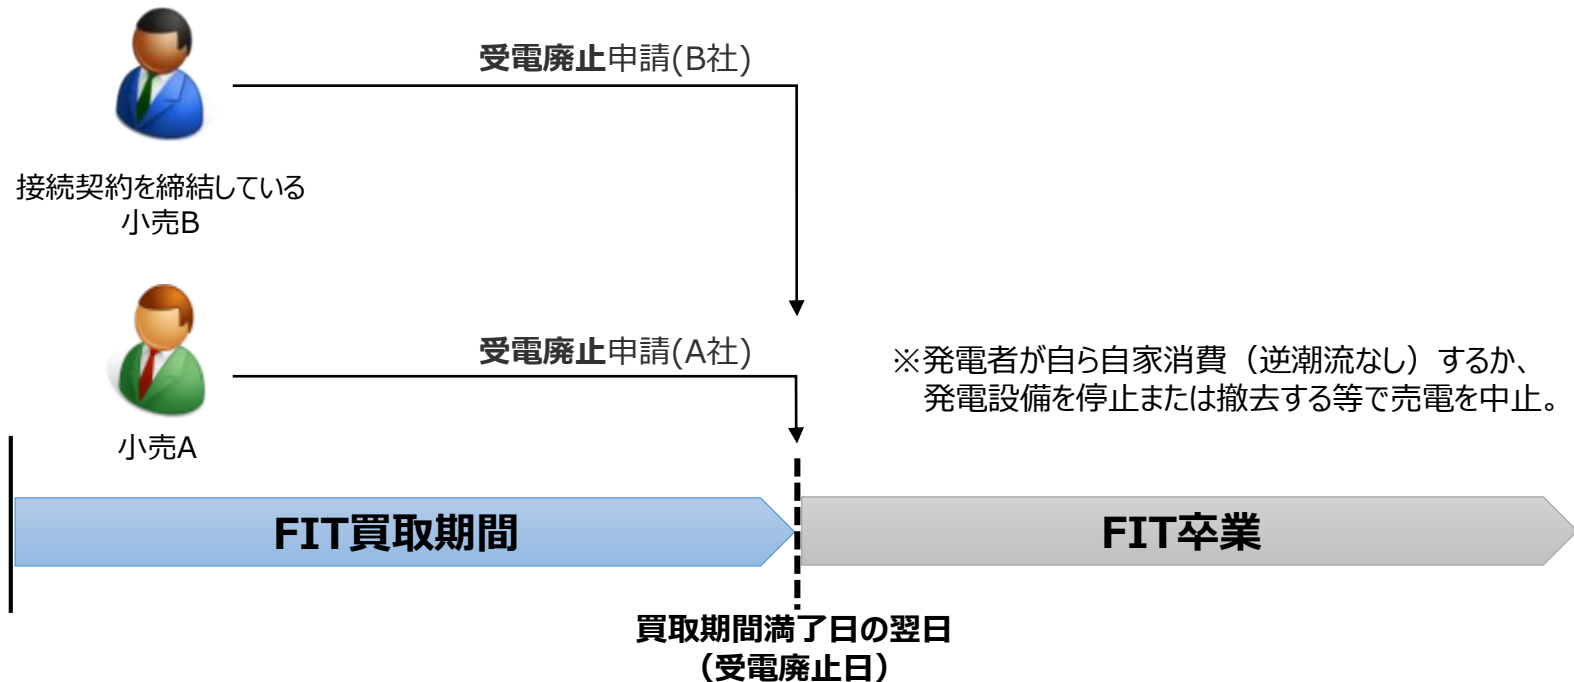 受電廃止申請(B社)
接続契約を締結している
小売B
受電廃止申請(A社)
※発電者が自ら自家消費（逆潮流なし）するか、
発電設備を停止または撤去する等で売電を中止。
小売A
FIT買取期間
FIT卒業
買取期間満了日の翌日
（受電廃止日）